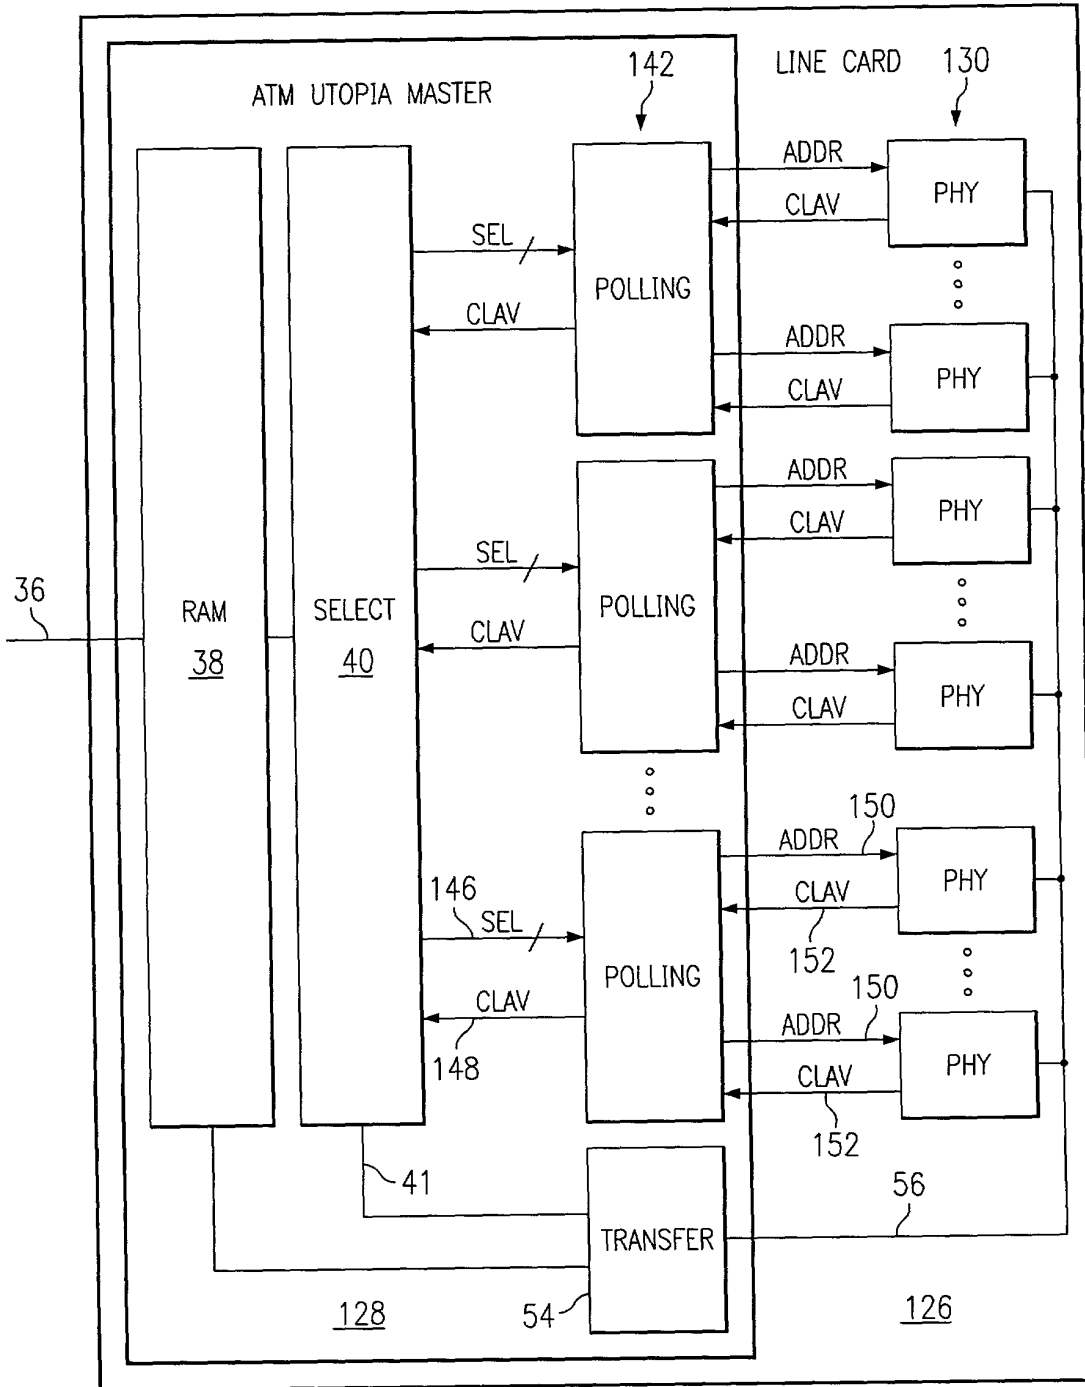 LINE CARD
142
130
ATM UTOPIA MASTER
ADDR
PHY
CLAV
SEL
POLLING
CLAV
ADDR
PHY
CLAV
ADDR
PHY
CLAV
SEL
POLLING
36
RAM
38
SELECT
40
CLAV
ADDR
PHY
CLAV
150
ADDR
PHY
146
SEL
CLAV
152
POLLING
CLAV
148
150
ADDR
PHY
CLAV
152
41
56
TRANSFER
54
128
126